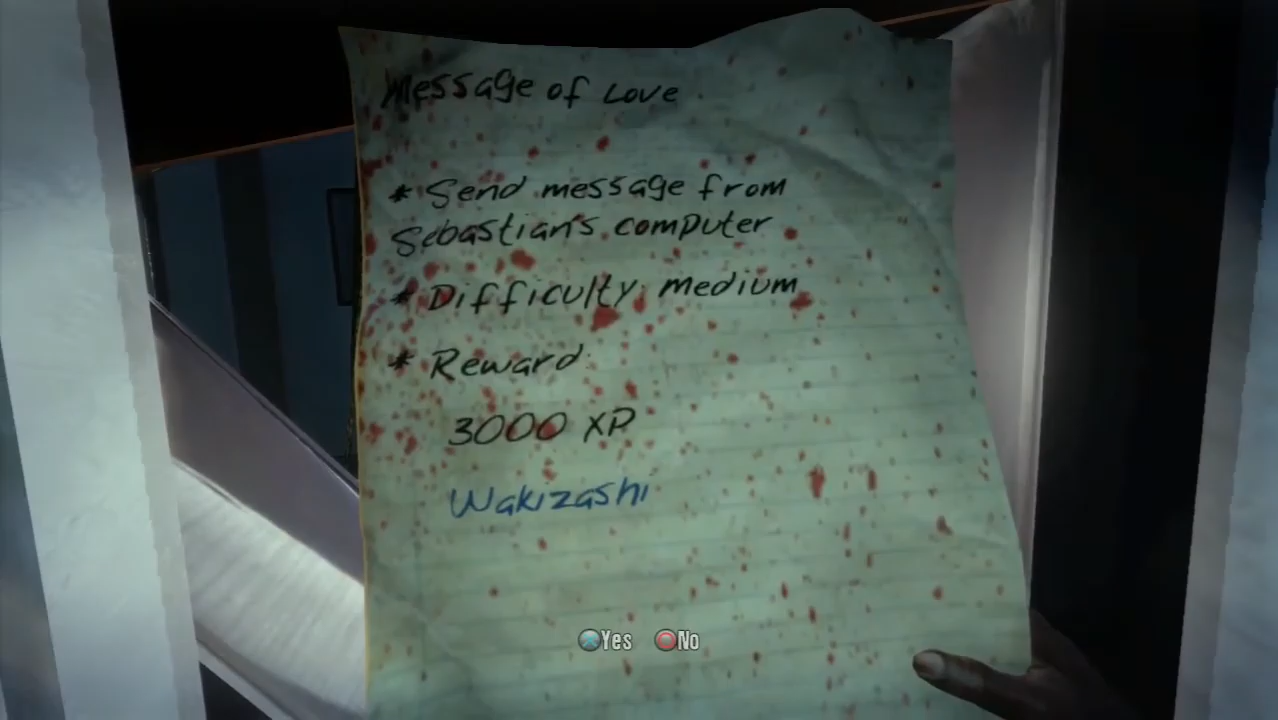 Message of Love
* Send message from
Sebastian's computer
* Difficulty: medium
* Reward:
3000 XP
Wakizashi
Yes No